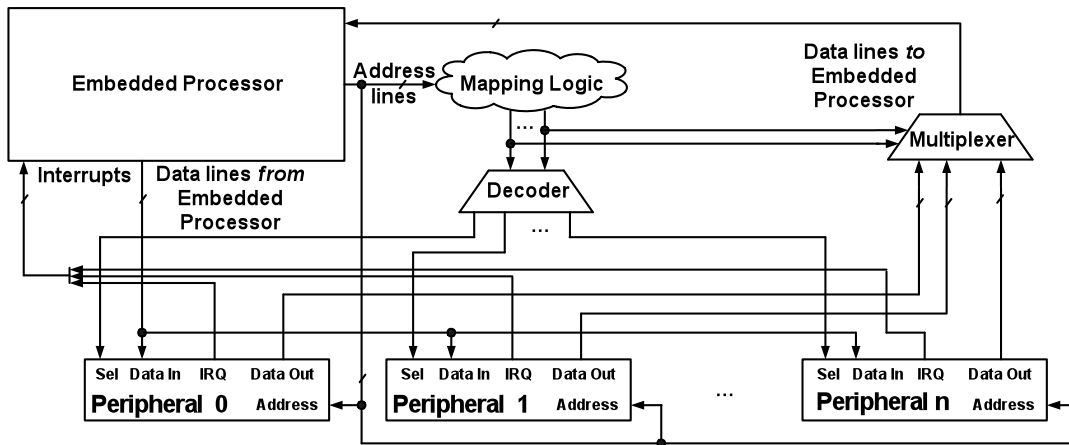 Embedded Processor
Address
lines
Mapping Logic
Data lines to
Embedded
Processor
...
Multiplexer
Interrupts
Data lines from
Embedded
Processor
Decoder
...
Sel Data In IRQ Data Out
Peripheral 0 Address
Sel Data In IRQ Data Out
Peripheral 1 Address
...
Sel Data In IRQ Data Out
Peripheral n Address